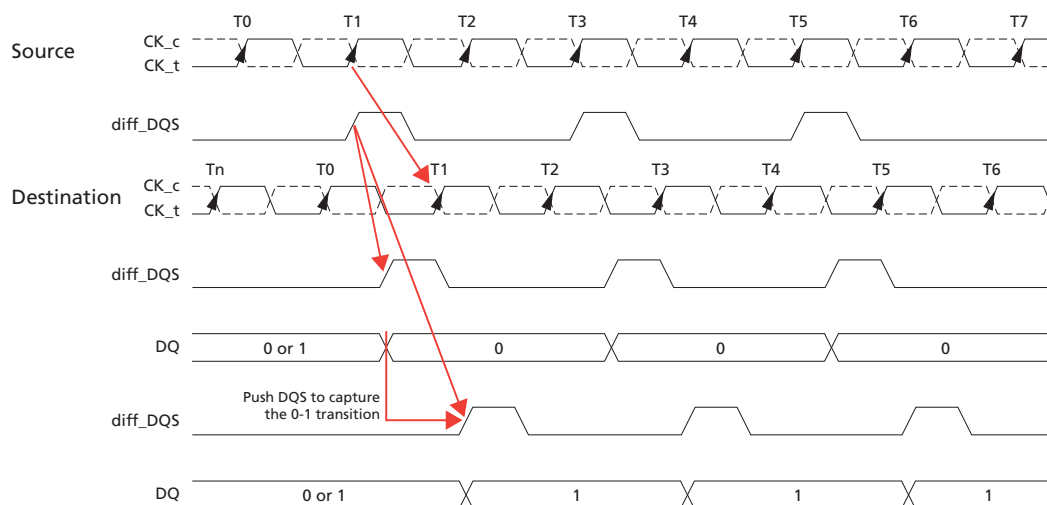 T0 T1 T2 T3 T4 T5 T6 T7
Source
CK_c
CK_t
diff_DQS
Tn T0 T1 T2 T3 T4 T5 T6
Destination
CK_c
CK_t
diff_DQS
DQ
0 or 1 0 0 0
Push DQS to capture
the 0-1 transition
diff_DQS
DQ
0 or 1 1 1 1